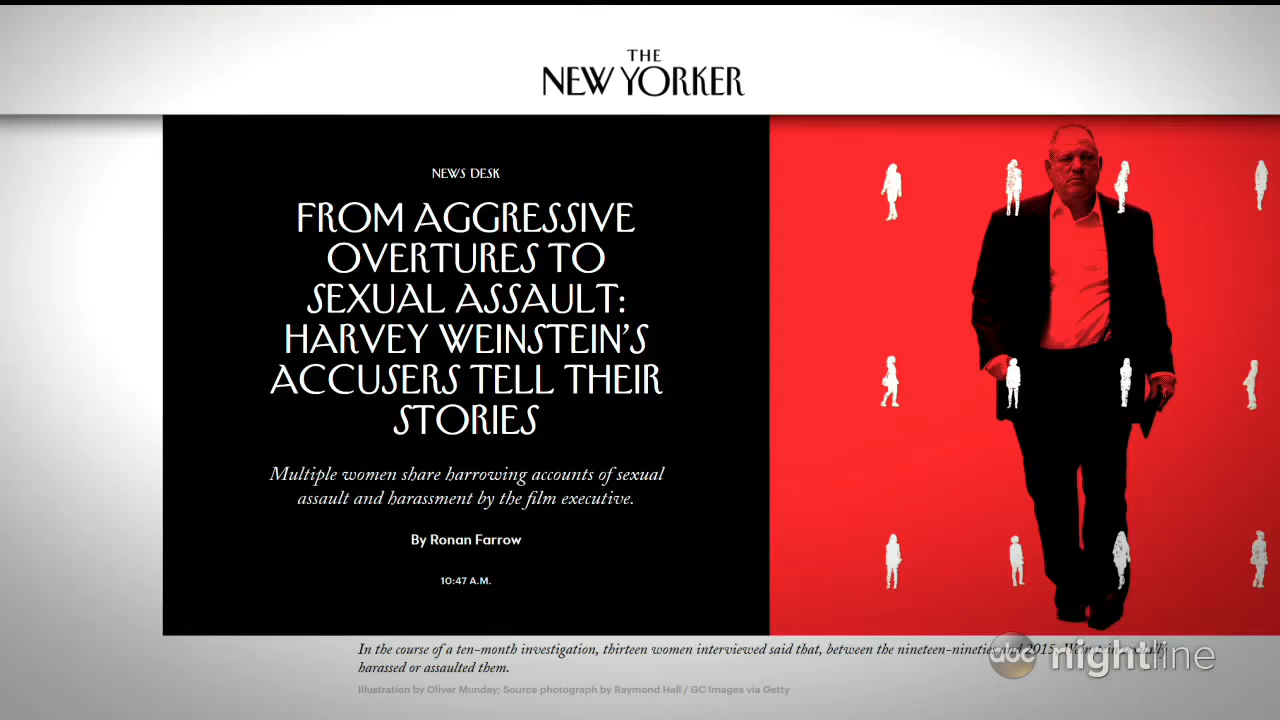 THE
NEW YORKER
NEWS DESK
FROM AGGRESSIVE
OVERTURES TO
SEXUAL ASSAULT:
HARVEY WEINSTEIN'S
ACCUSERS TELL THEIR
STORIES
Multiple women share harrowing accounts of sexual
assault and harassment by the film executive.
By Ronan Farrow
10:47 A.M.
In the course of a ten-month investigation, thirteen women interviewed said that, between the nineteen-nineties and 2015,
harassed or assaulted them.
abc nightline
Illustration by Oliver Munday; Source photograph by Raymond Hall / GC Images via Getty